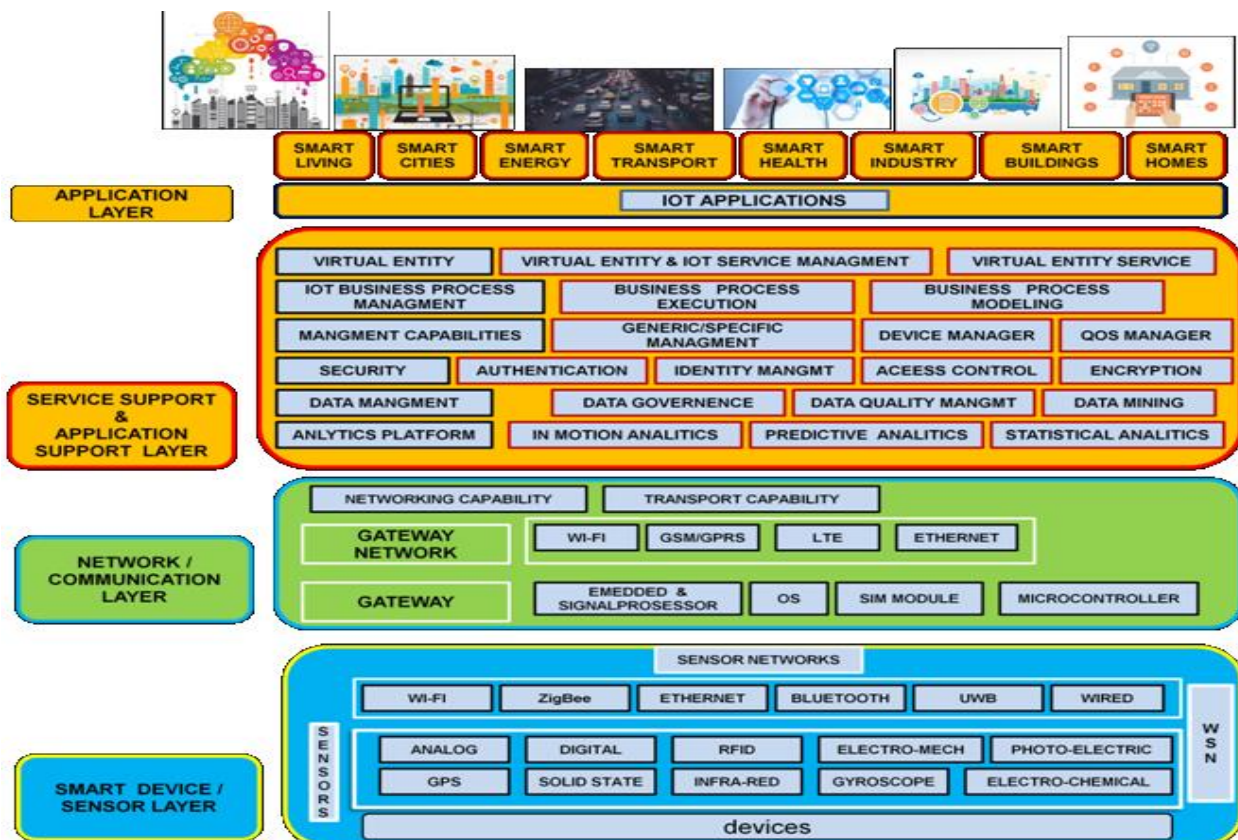 SMART LIVING
SMART CITIES
SMART ENERGY
SMART TRANSPORT
SMART HEALTH
SMART INDUSTRY
SMART BUILDINGS
SMART HOMES
APPLICATION
LAYER
IOT APPLICATIONS
VIRTUAL ENTITY
VIRTUAL ENTITY & IOT SERVICE MANAGMENT
VIRTUAL ENTITY SERVICE
IOT BUSINESS PROCESS
MANAGMENT
BUSINESS PROCESS
EXECUTION
BUSINESS PROCESS
MODELING
MANGMENT CAPABILITIES
GENERIC/SPECIFIC
MANAGMENT
DEVICE MANAGER
QOS MANAGER
SECURITY
AUTHENTICATION
IDENTITY MANGMT
ACEESS CONTROL
ENCRYPTION
SERVICE SUPPORT
&
APPLICATION
SUPPORT LAYER
DATA MANGMENT
DATA GOVERNENCE
DATA QUALITY MANGMT
DATA MINING
ANLYTICS PLATFORM
IN MOTION ANALITICS
PREDICTIVE ANALITICS
STATISTICAL ANALITICS
NETWORKING CAPABILITY
TRANSPORT CAPABILITY
NETWORK /
COMMUNICATION
LAYER
GATEWAY
NETWORK
WI-FI
GSM/GPRS
LTE
ETHERNET
GATEWAY
EMEDDED &
SIGNALPROSESSOR
OS
SIM MODULE
MICROCONTROLLER
SENSOR NETWORKS
WI-FI
ZigBee
ETHERNET
BLUETOOTH
UWB
WIRED
WSN
SENSORS
ANALOG
DIGITAL
RFID
ELECTRO-MECH
PHOTO-ELECTRIC
SMART DEVICE /
SENSOR LAYER
GPS
SOLID STATE
INFRA-RED
GYROSCOPE
ELECTRO-CHEMICAL
devices